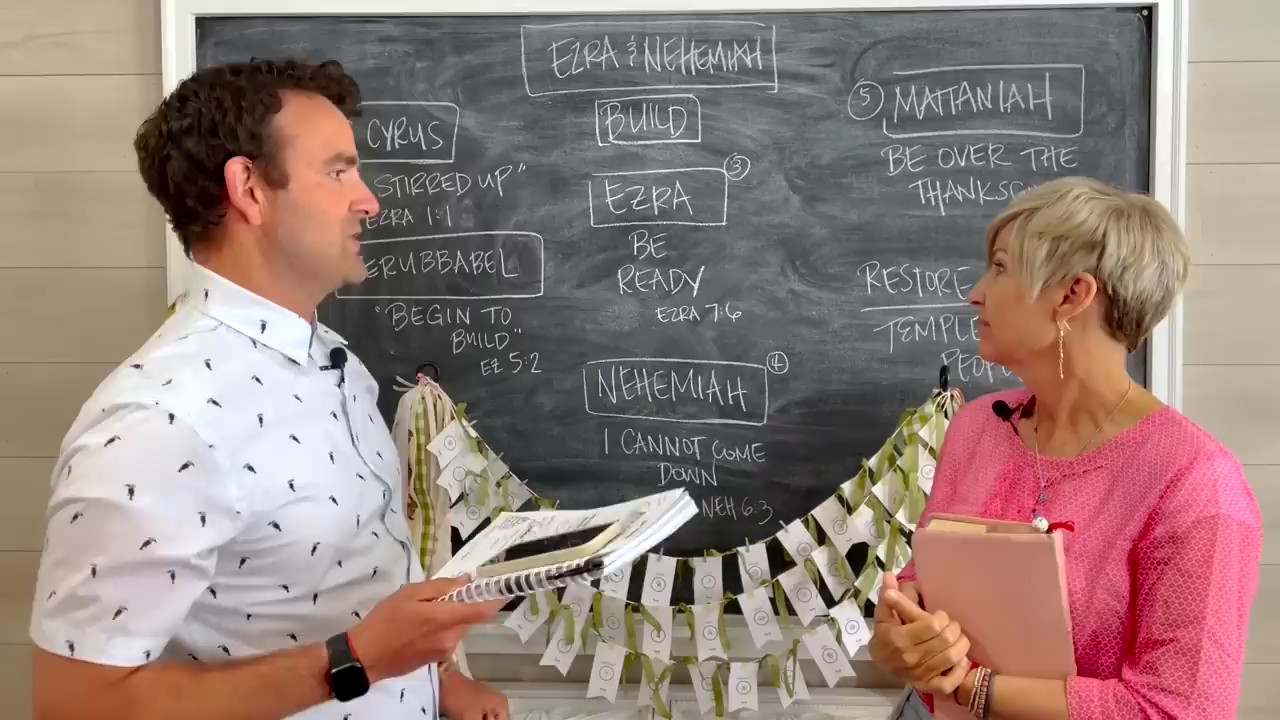 EZRA & NEHEMIAH
BUILD
CYRUS
STIRRED UP"
EZRA 1:1
ERUBBABEL
"BEGIN TO
BUILD"
EZ 5:2
3
EZRA
BE
READY
EZRA 7:6
4
NEHEMIAH
I CANNOT COME
DOWN
NEH 6:3
5
MATTANIAH
BE OVER THE
THANKSG
RESTORE
TEMPLE
PEOPL